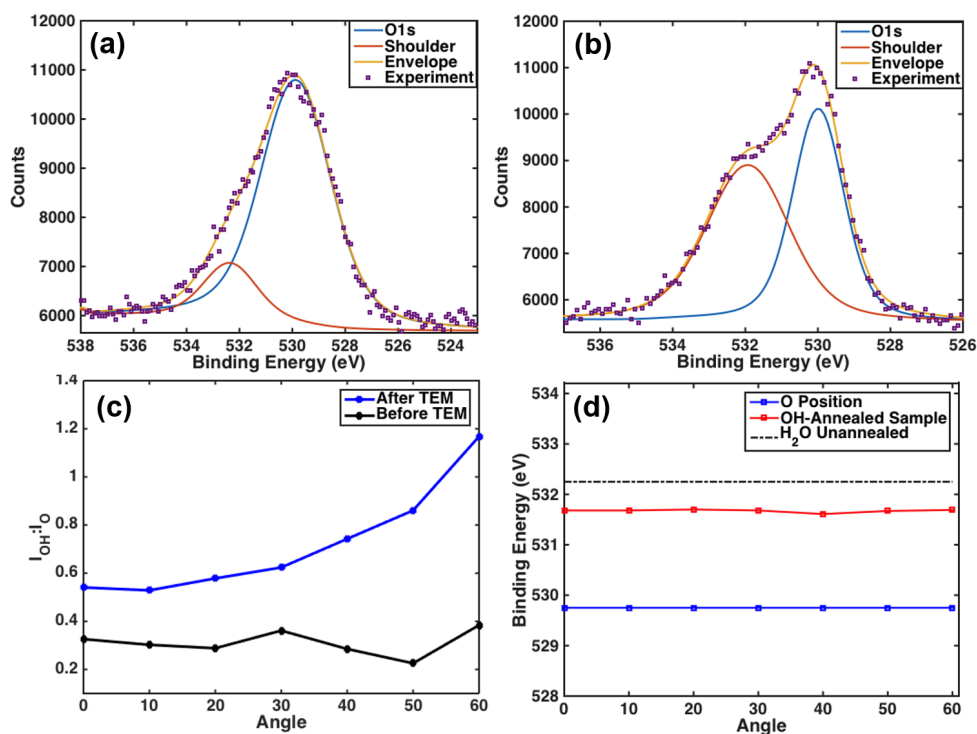 (a)
12000
11000
10000
9000
8000
7000
6000
Counts
538 536 534 532 530 528 526 524
Binding Energy (eV)
O1s
Shoulder
Envelope
Experiment
(b)
12000
11000
10000
9000
8000
7000
6000
Counts
536 534 532 530 528 526
Binding Energy (eV)
O1s
Shoulder
Envelope
Experiment
(c)
1.4
1.2
1
0.8
0.6
0.4
0.2
I_OH:I_O
0 10 20 30 40 50 60
Angle
After TEM
Before TEM
(d)
534
533
532
531
530
529
528
Binding Energy (eV)
0 10 20 30 40 50 60
Angle
O Position
OH-Annealed Sample
H₂O Unannealed